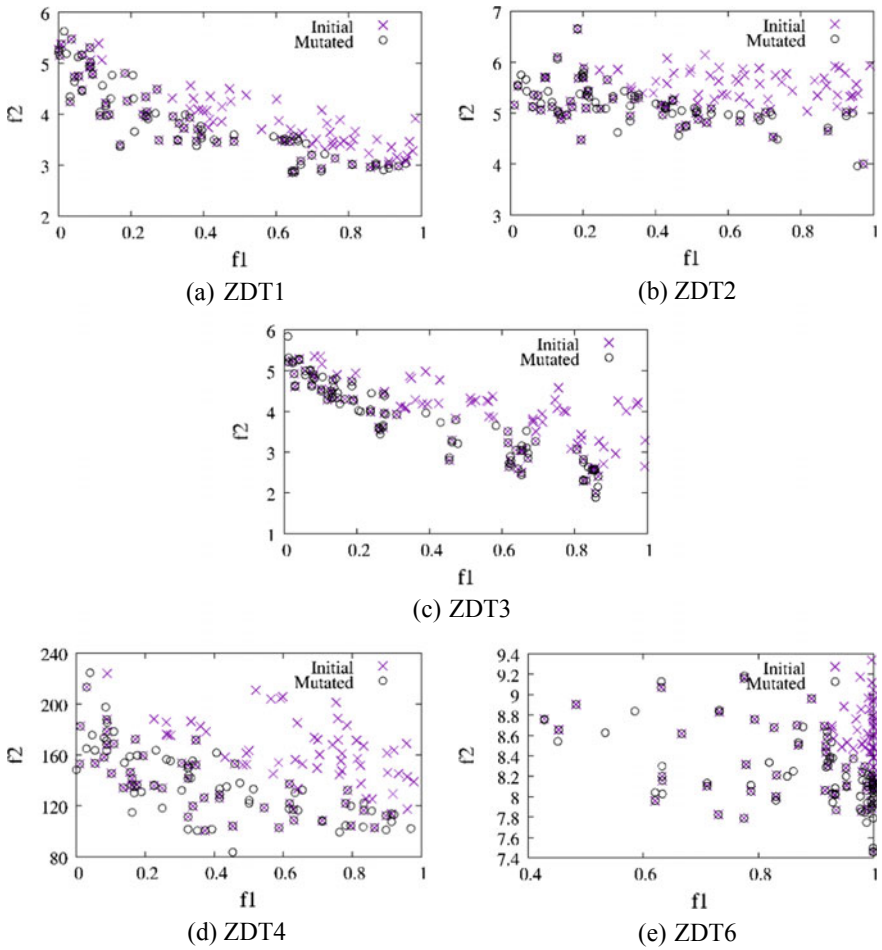 Initial
Mutated
6
5
4
3
2
f2
0 0.2 0.4 0.6 0.8 1
f1
(a) ZDT1
Initial
Mutated
7
6
5
4
3
f2
0 0.2 0.4 0.6 0.8 1
f1
(b) ZDT2
Initial
Mutated
6
5
4
3
2
1
f2
0 0.2 0.4 0.6 0.8 1
f1
(c) ZDT3
Initial
Mutated
240
200
160
120
80
f2
0 0.2 0.4 0.6 0.8 1
f1
(d) ZDT4
Initial
Mutated
9.4
9.2
9
8.8
8.6
8.4
8.2
8
7.8
7.6
7.4
f2
0.4 0.6 0.8 1
f1
(e) ZDT6